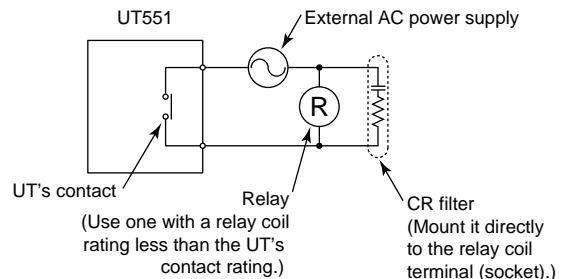 UT551
External AC power supply
R
UT's contact
Relay
(Use one with a relay coil
rating less than the UT's
contact rating.)
CR filter
(Mount it directly
to the relay coil
terminal (socket).)